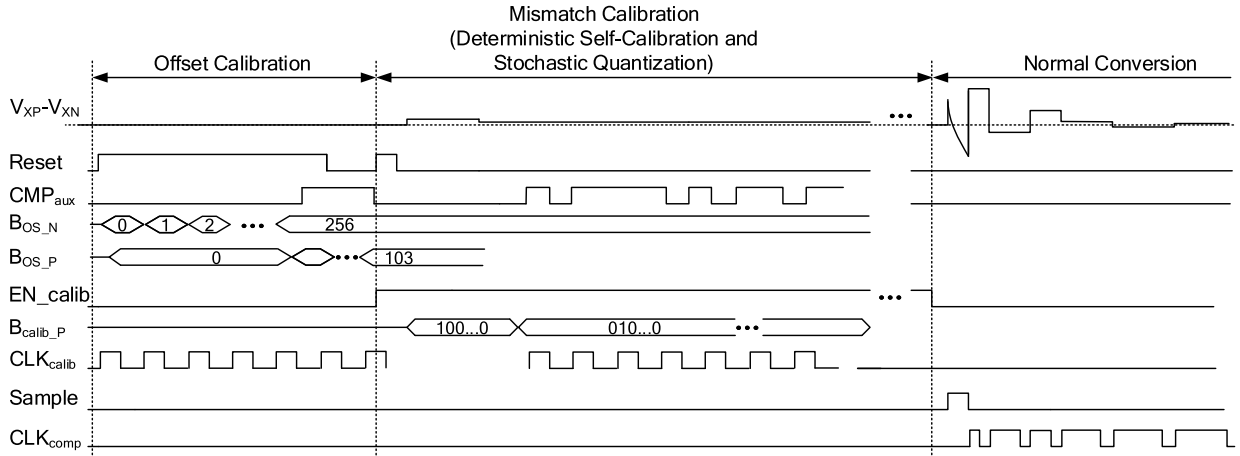 Mismatch Calibration
(Deterministic Self-Calibration and
Offset Calibration Stochastic Quantization) Normal Conversion
VXP-VXN
Reset
CMPaux
BOS_N 0 1 2 ••• 256
BOS_P 0 ••• 103
EN_calib •••
Bcalib_P 100...0 010...0 •••
CLKcalib
Sample
CLKcomp